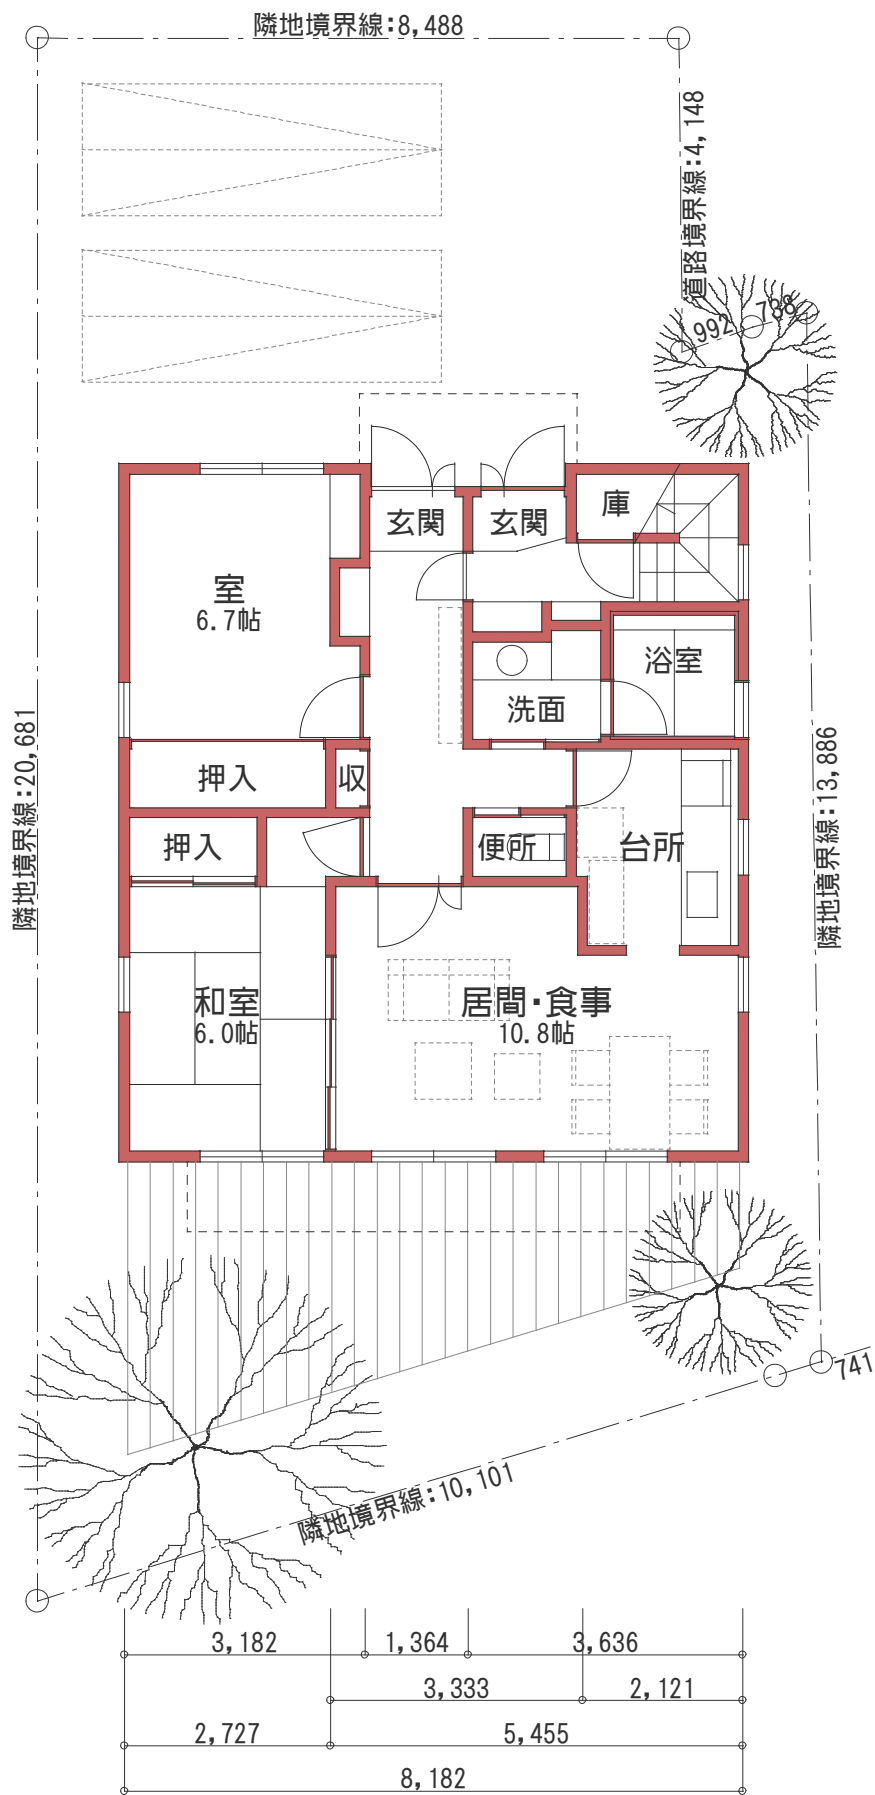 隣地境界線:8,488
道路境界線:4,148
992
738
玄関
玄関
庫
室
6.7帖
浴室
洗面
隣地境界線:20,681
隣地境界線:13,886
押入
収
押入
便所
台所
和室
6.0帖
居間・食事
10.8帖
741
隣地境界線:10,101
3,182
1,364
3,636
3,333
2,121
2,727
5,455
8,182